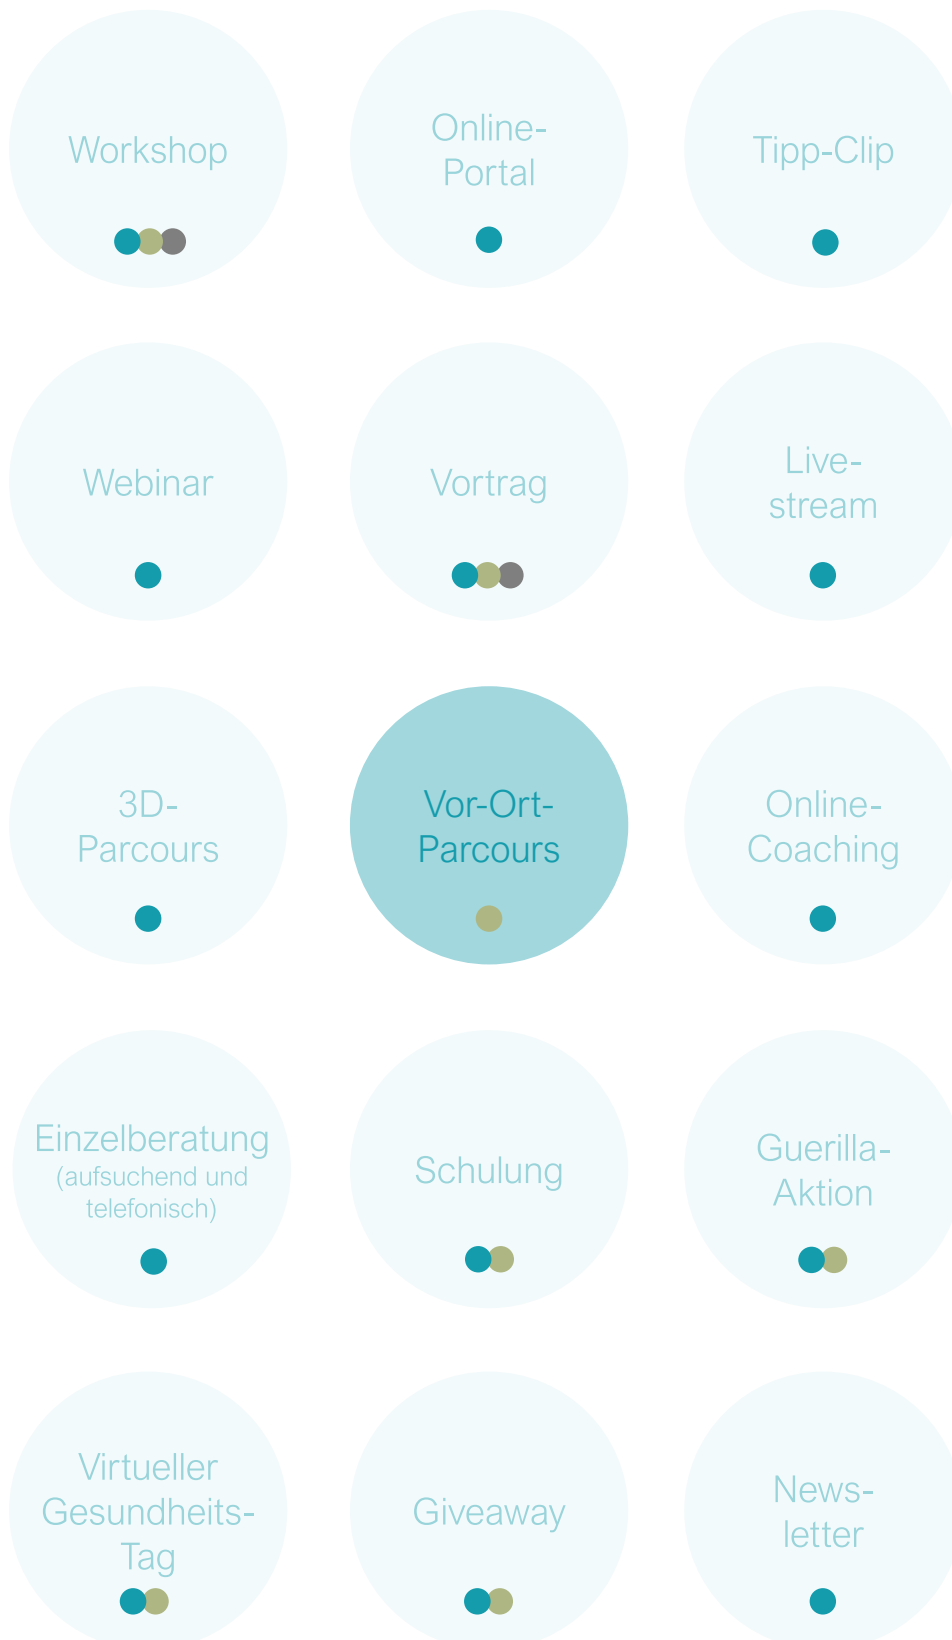 Workshop
Online-
Portal
Tipp-Clip
Webinar
Vortrag
Live-
stream
3D-
Parcours
Vor-Ort-
Parcours
Online-
Coaching
Einzelberatung
(aufsuchend und
telefonisch)
Schulung
Guerilla-
Aktion
Virtueller
Gesundheits-
Tag
Giveaway
News-
letter